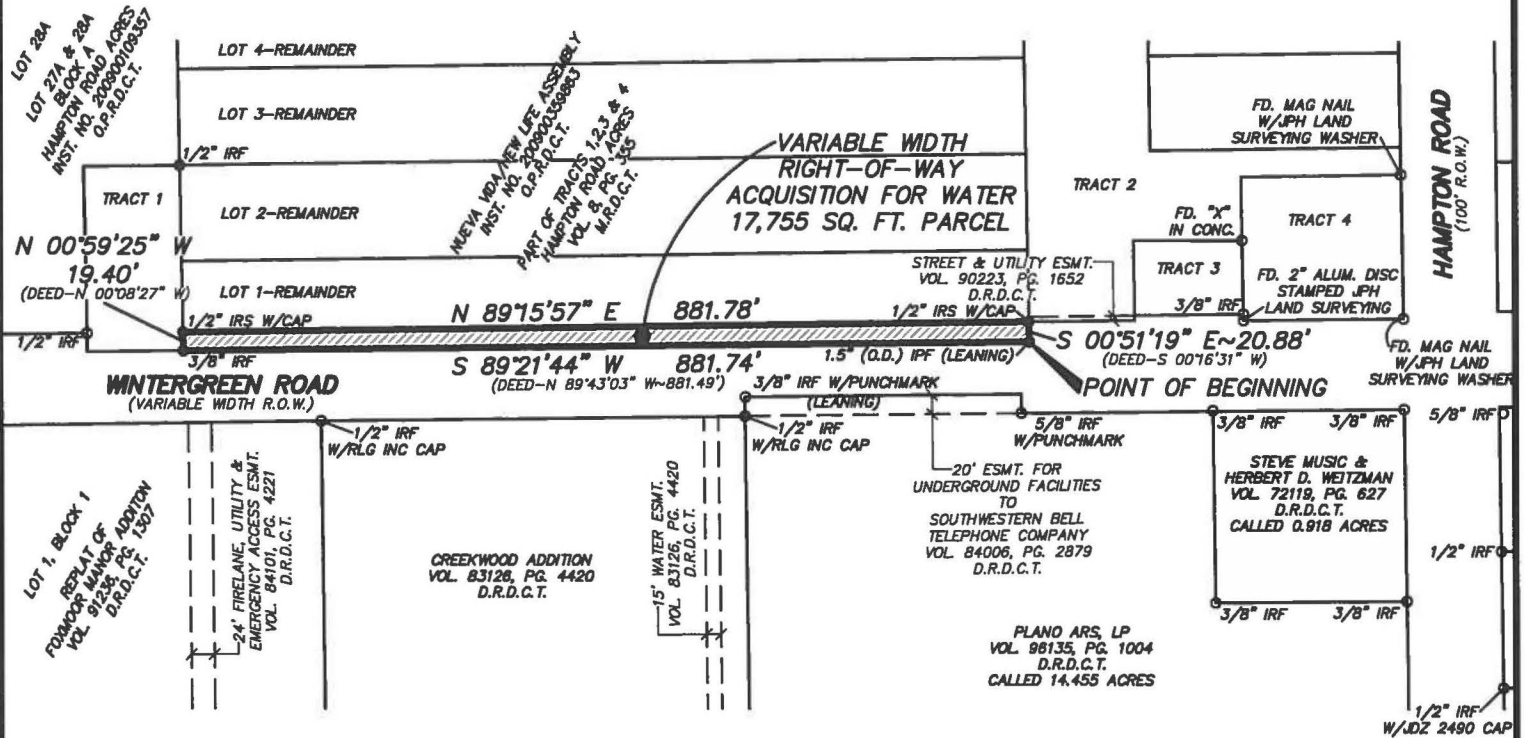 LOT 28A
LOT 27A & 28A
BLOCK A
HAMPTON ROAD ACRES
INST. NO. 200900109357
O.P.R.D.C.T.
LOT 4-REMAINDER
LOT 3-REMAINDER
1/2" IRF
TRACT 1
LOT 2-REMAINDER
NUEVA VIDA/NEW LIFE ASSEMBLY
INST. NO. 200900359883
O.P.R.D.C.T.
PART OF TRACTS 1,2,3 & 4
HAMPTON ROAD ACRES
VOL. 8, PG. 355
M.R.D.C.T.
VARIABLE WIDTH
RIGHT-OF-WAY
ACQUISITION FOR WATER
17,755 SQ. FT. PARCEL
TRACT 2
FD. MAG NAIL
W/JPH LAND
SURVEYING WASHER
HAMPTON ROAD
(100' R.O.W.)
FD. "X"
IN CONC.
TRACT 4
TRACT 3
FD. 2" ALUM. DISC
STAMPED JPH
LAND SURVEYING
3/8" IRF
N 00°59'25" W
19.40'
(DEED-N 00°08'27" W)
LOT 1-REMAINDER
STREET & UTILITY ESMT.
VOL. 90223, PG. 1652
D.R.D.C.T.
1/2" IRS W/CAP
N 89°15'57" E 881.78'
1/2" IRS W/CAP
1/2" IRF
3/8" IRF
S 89°21'44" W 881.74'
(DEED-N 89°43'03" W~881.49')
1.5" (O.D.) IPF (LEANING)
S 00°51'19" E~20.88'
(DEED-S 00°16'31" W)
FD. MAG NAIL
W/JPH LAND
SURVEYING WASHER
WINTERGREEN ROAD
(VARIABLE WIDTH R.O.W.)
POINT OF BEGINNING
3/8" IRF W/PUNCHMARK
(LEANING)
1/2" IRF
W/RLG INC CAP
1/2" IRF
W/RLG INC CAP
5/8" IRF
W/PUNCHMARK
3/8" IRF
3/8" IRF
5/8" IRF
LOT 1, BLOCK 1
REPLAT OF
FOXMOOR MANOR ADDITON
VOL. 91236, PG. 1307
D.R.D.C.T.
24' FIRELANE, UTILITY &
EMERGENCY ACCESS ESMT.
VOL. 84101, PG. 4221
D.R.D.C.T.
CREEKWOOD ADDITION
VOL. 83126, PG. 4420
D.R.D.C.T.
15' WATER ESMT.
VOL. 83126, PG. 4420
D.R.D.C.T.
20' ESMT. FOR
UNDERGROUND FACILITIES
TO
SOUTHWESTERN BELL
TELEPHONE COMPANY
VOL. 84006, PG. 2879
D.R.D.C.T.
STEVE MUSIC &
HERBERT D. WEITZMAN
VOL. 72119, PG. 627
D.R.D.C.T.
CALLED 0.918 ACRES
1/2" IRF
3/8" IRF
3/8" IRF
PLANO ARS, LP
VOL. 98135, PG. 1004
D.R.D.C.T.
CALLED 14.455 ACRES
1/2" IRF
W/JDZ 2490 CAP